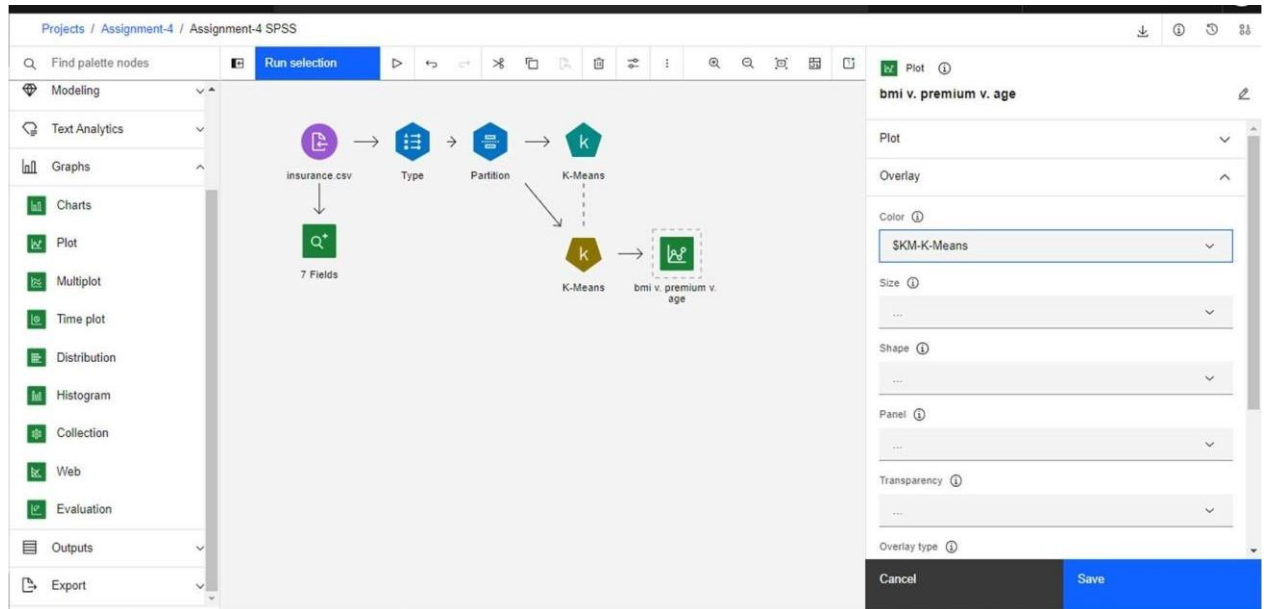 Projects / Assignment-4 / Assignment-4 SPSS
Find palette nodes
Run selection
Modeling
Text Analytics
Graphs
Charts
Plot
Multiplot
Time plot
Distribution
Histogram
Collection
Web
Evaluation
Outputs
Export
insurance.csv
Type
Partition
K-Means
7 Fields
K-Means
bmi v. premium v.
age
Plot
bmi v. premium v. age
Plot
Overlay
Color
$KM-K-Means
Size
...
Shape
...
Panel
...
Transparency
...
Overlay type
Cancel
Save